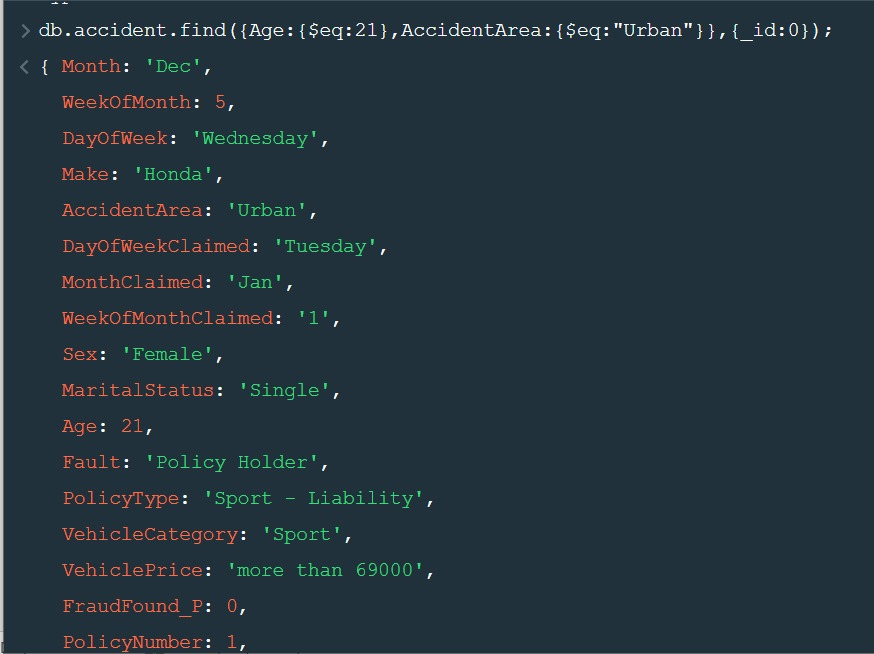 > db.accident.find({Age:{$eq:21},AccidentArea:{$eq:"Urban"}},{_id:0});
< { Month: 'Dec',
WeekOfMonth: 5,
DayOfWeek: 'Wednesday',
Make: 'Honda',
AccidentArea: 'Urban',
DayOfWeekClaimed: 'Tuesday',
MonthClaimed: 'Jan',
WeekOfMonthClaimed: '1',
Sex: 'Female',
MaritalStatus: 'Single',
Age: 21,
Fault: 'Policy Holder',
PolicyType: 'Sport - Liability',
VehicleCategory: 'Sport',
VehiclePrice: 'more than 69000',
FraudFound_P: 0,
PolicyNumber: 1,